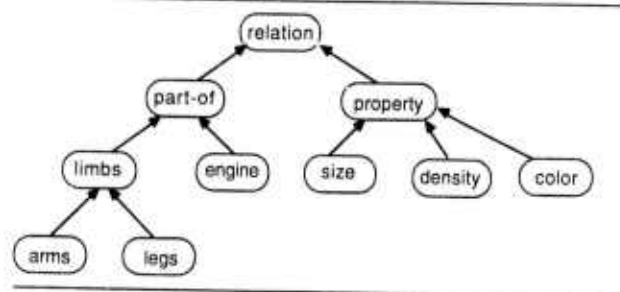 relation
part-of
property
limbs
engine
size
density
color
arms
legs